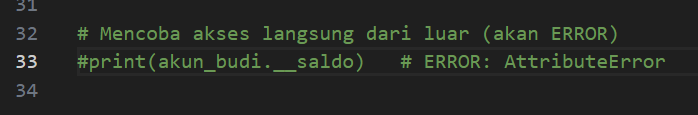 31
32 # Mencoba akses langsung dari luar (akan ERROR)
33 #print(akun_budi.__saldo) # ERROR: AttributeError
34